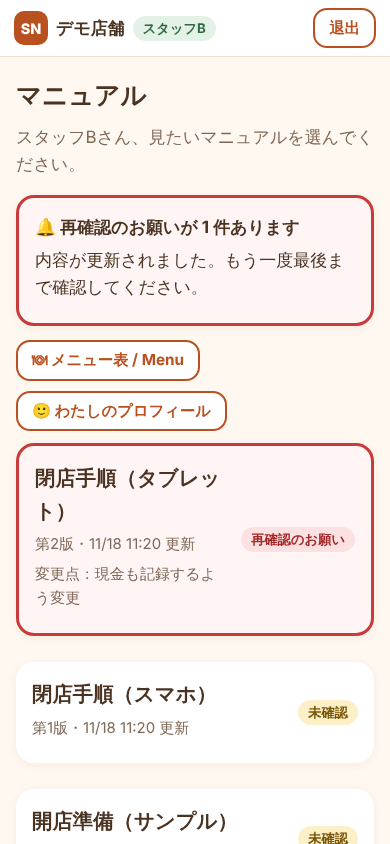 SN デモ店舗 スタッフB 退出
マニュアル
スタッフBさん、見たいマニュアルを選んでく
ださい。
🔔 再確認のお願いが 1 件あります
内容が更新されました。もう一度最後ま
で確認してください。
🍽 メニュー表 / Menu
🙂 わたしのプロフィール
閉店手順（タブレッ
ト）
第2版・11/18 11:20 更新
再確認のお願い
変更点：現金も記録するよ
う変更
閉店手順（スマホ）
未確認
第1版・11/18 11:20 更新
開店準備（サンプル）
未確認